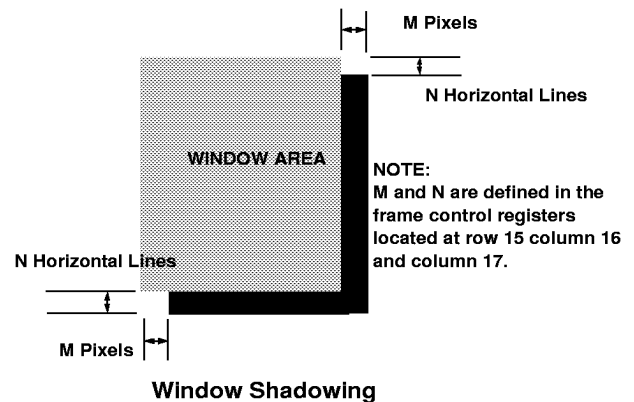 M Pixels
N Horizontal Lines
WINDOW AREA
NOTE:
M and N are defined in the
frame control registers
located at row 15 column 16
and column 17.
N Horizontal Lines
M Pixels
Window Shadowing